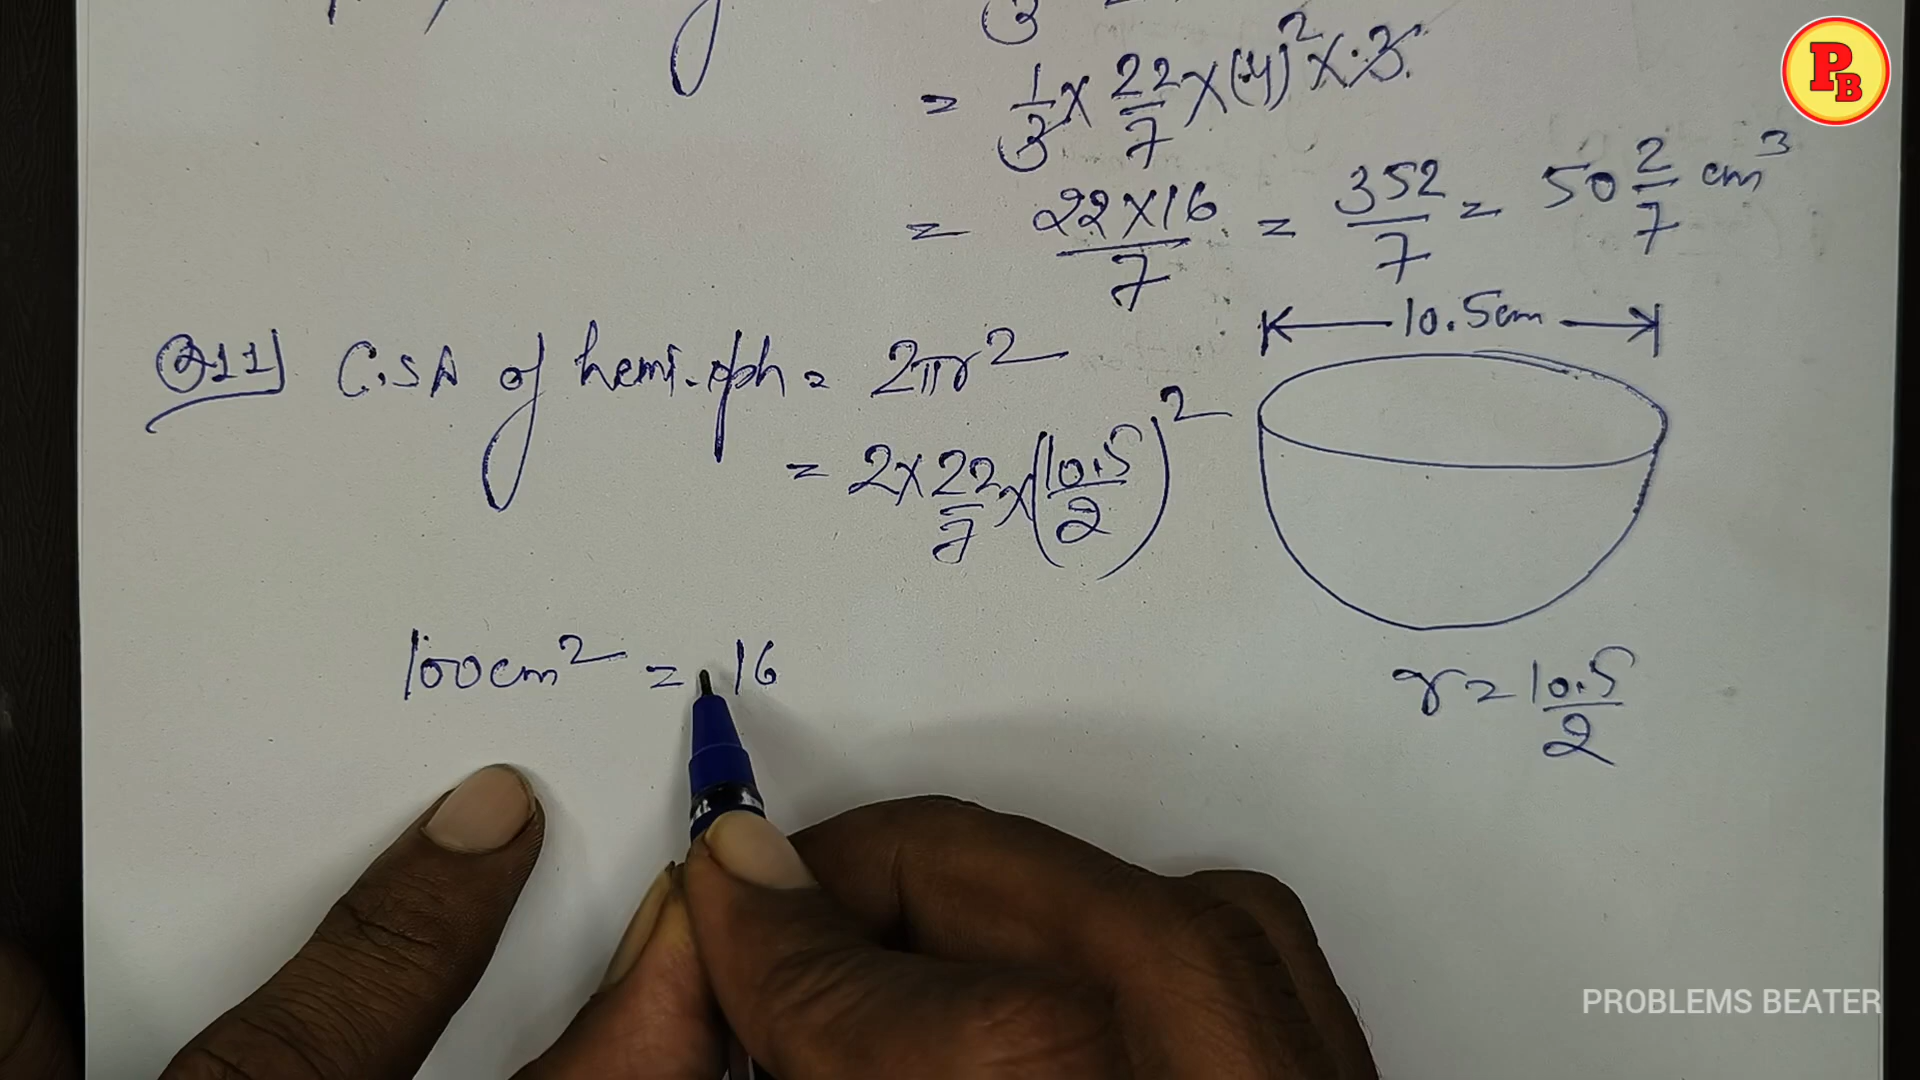 = 1/3 × 22/7 × (4)² × 3
= 22×16/7 = 352/7 = 50 2/7 cm³
10.5cm
Q11] C.SA of hemi.sph = 2πr²
= 2 × 22/7 × (10.5/2)²
100cm² = 16
r = 10.5/2
PB
PROBLEMS BEATER